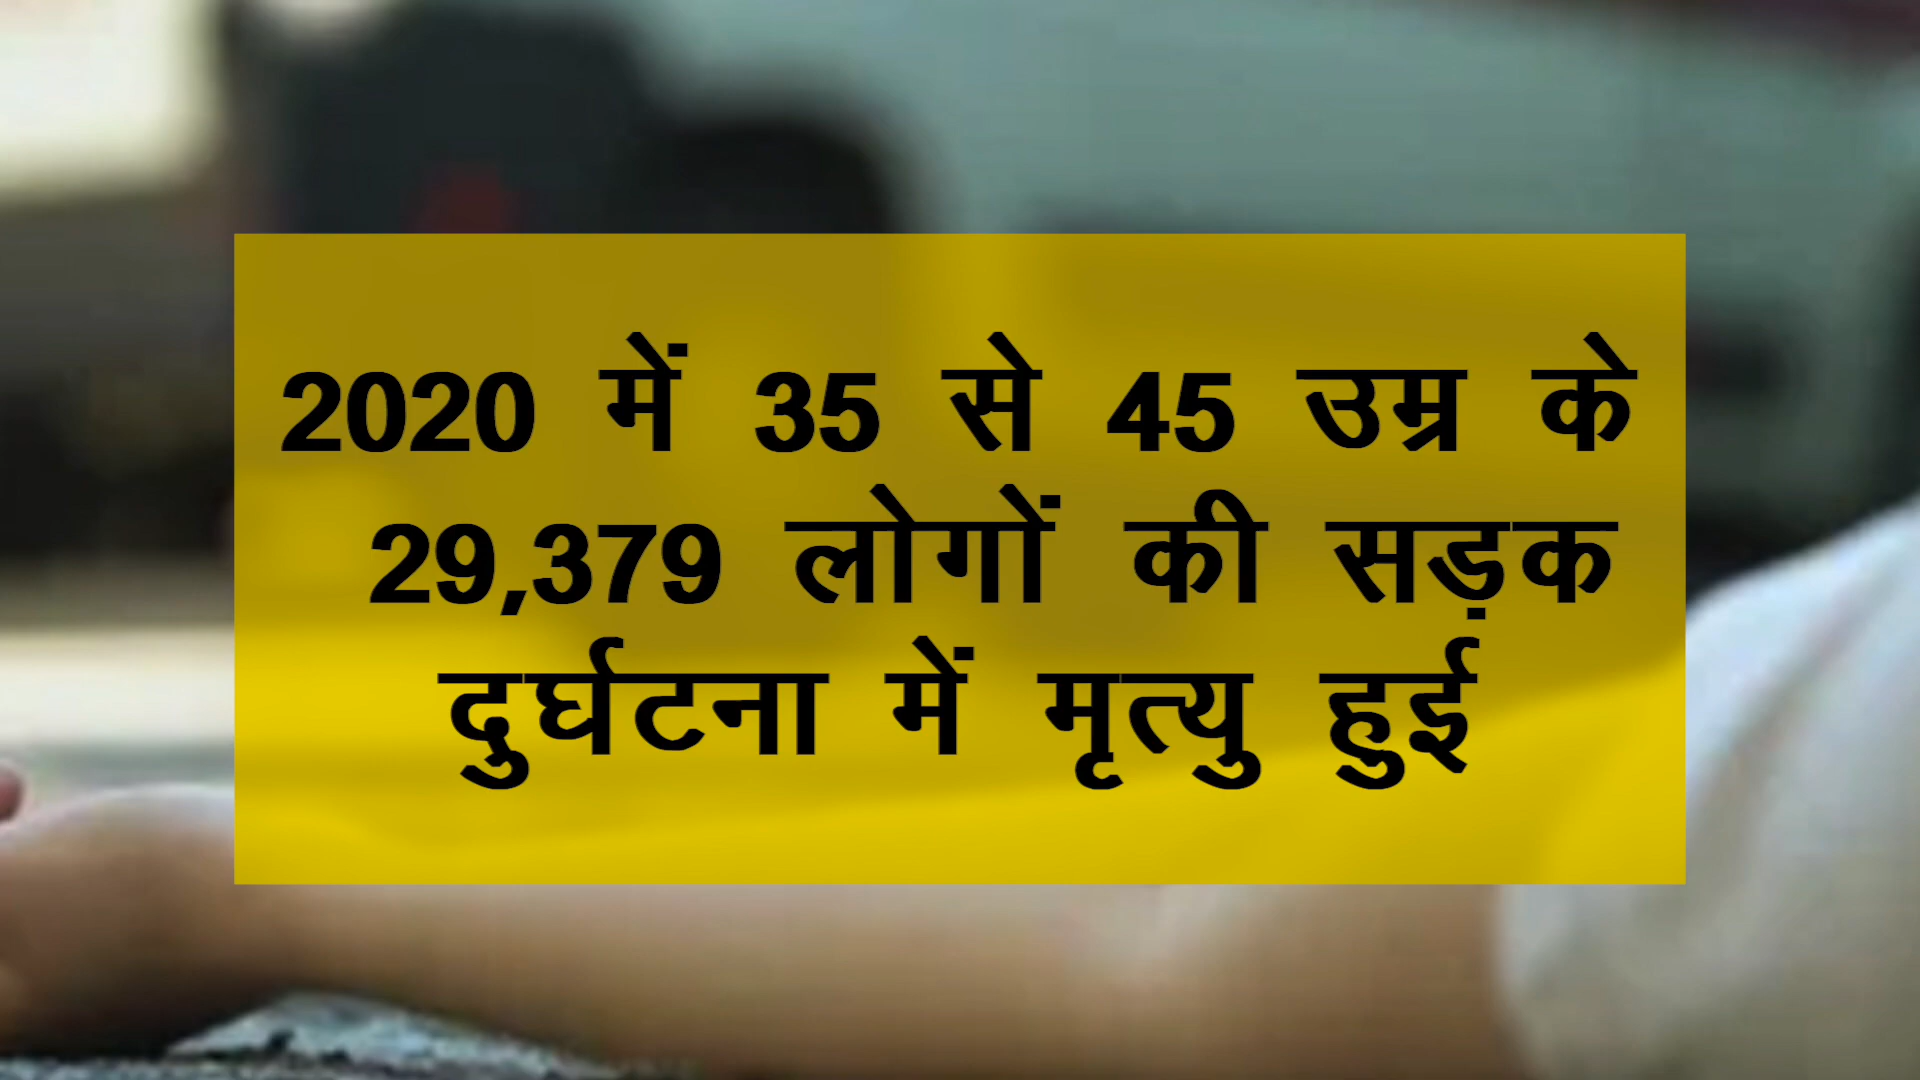 2020 में 35 से 45 उम्र के
29,379 लोगों की सड़क
दुर्घटना में मृत्यु हुई